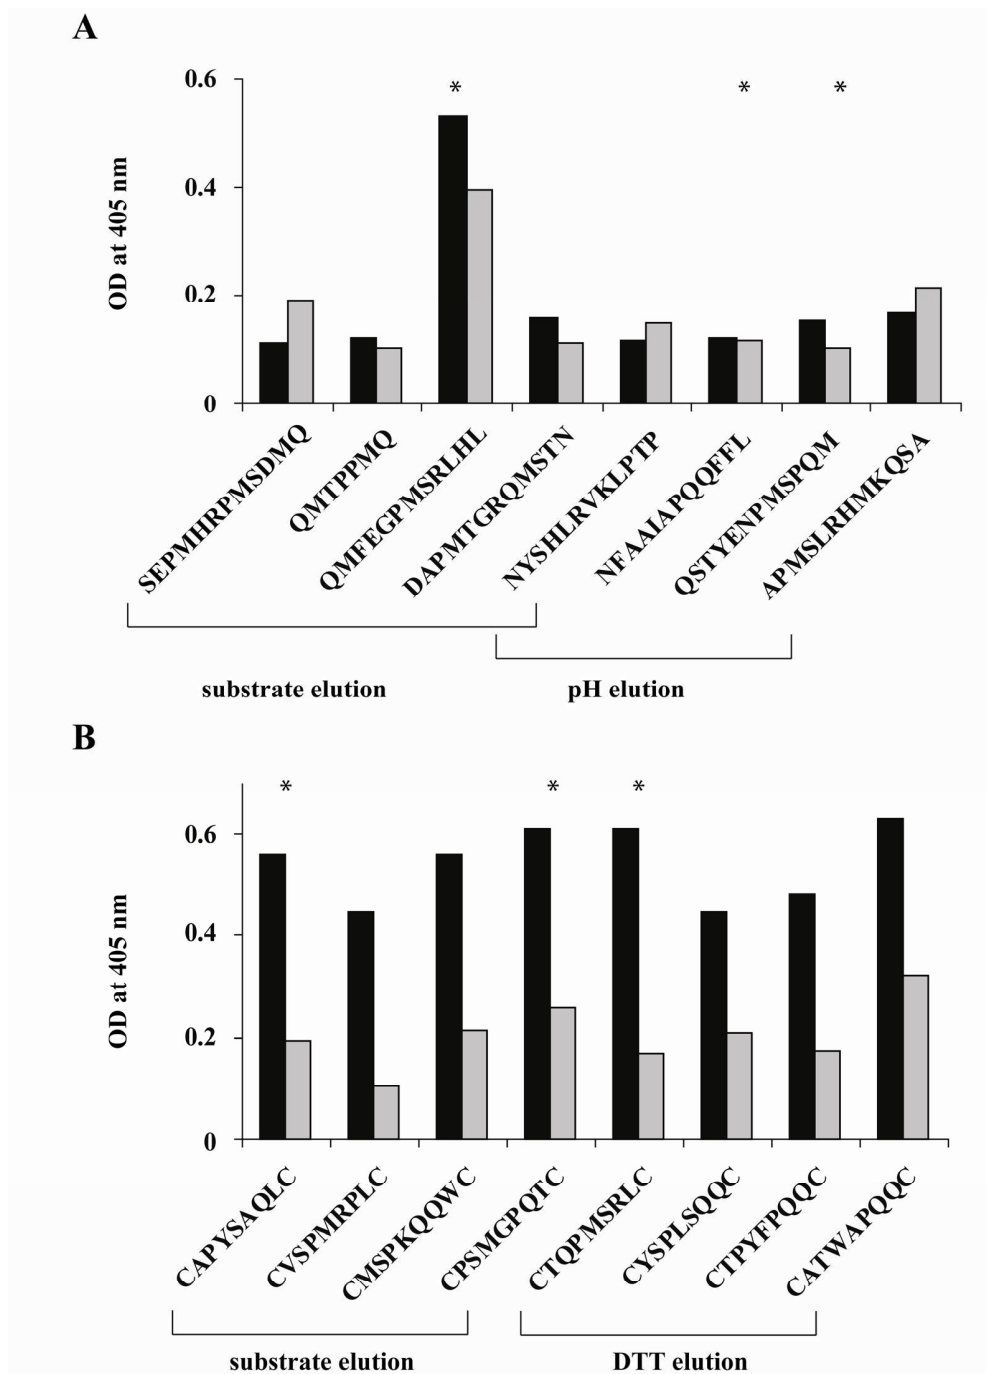 A
0.6
*
*
*
0.4
0.2
0
OD at 405 nm
SEPMHRPMSDMQ
QMTPPMQ
QMFEGPMSRLHL
DAPMTGRQMSTN
NYSHLRVKLPTP
NFAAIAPQQFFL
QSTYENPMSPQM
APMSLRHMKQSA
substrate elution
pH elution
B
*
*
*
0.6
0.4
0.2
0
OD at 405 nm
CAPYSAQLC
CVSPMRPLC
CMSPKQQWC
CPSMGPQTC
CTQPMSRLC
CYSPLSQQC
CTPYFPQQC
CATWAPQQC
substrate elution
DTT elution